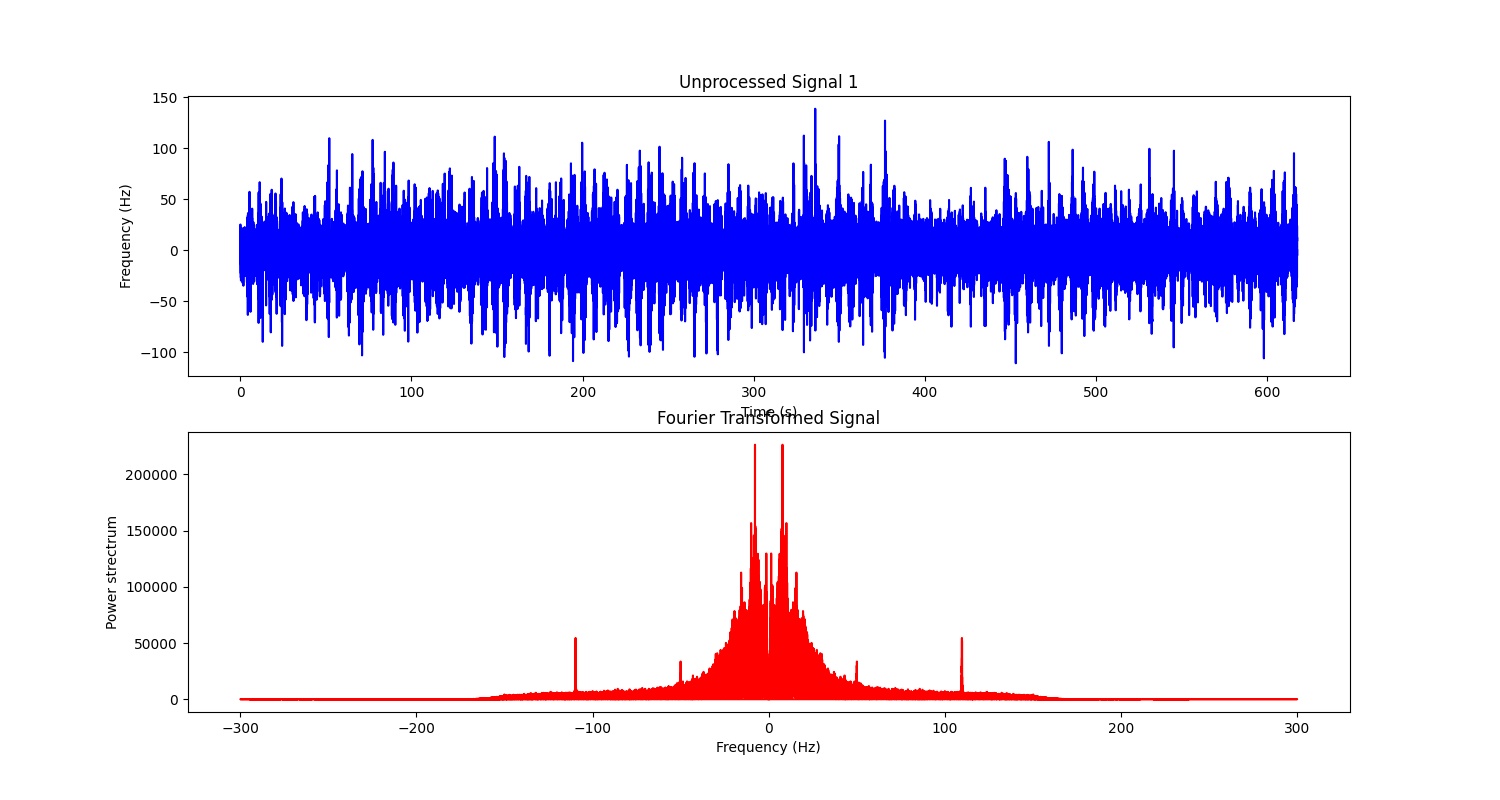 Unprocessed Signal 1
150
100
50
0
−50
−100
Frequency (Hz)
0 100 200 300 400 500 600
Time (s)
Fourier Transformed Signal
200000
150000
100000
50000
0
Power strectrum
−300 −200 −100 0 100 200 300
Frequency (Hz)